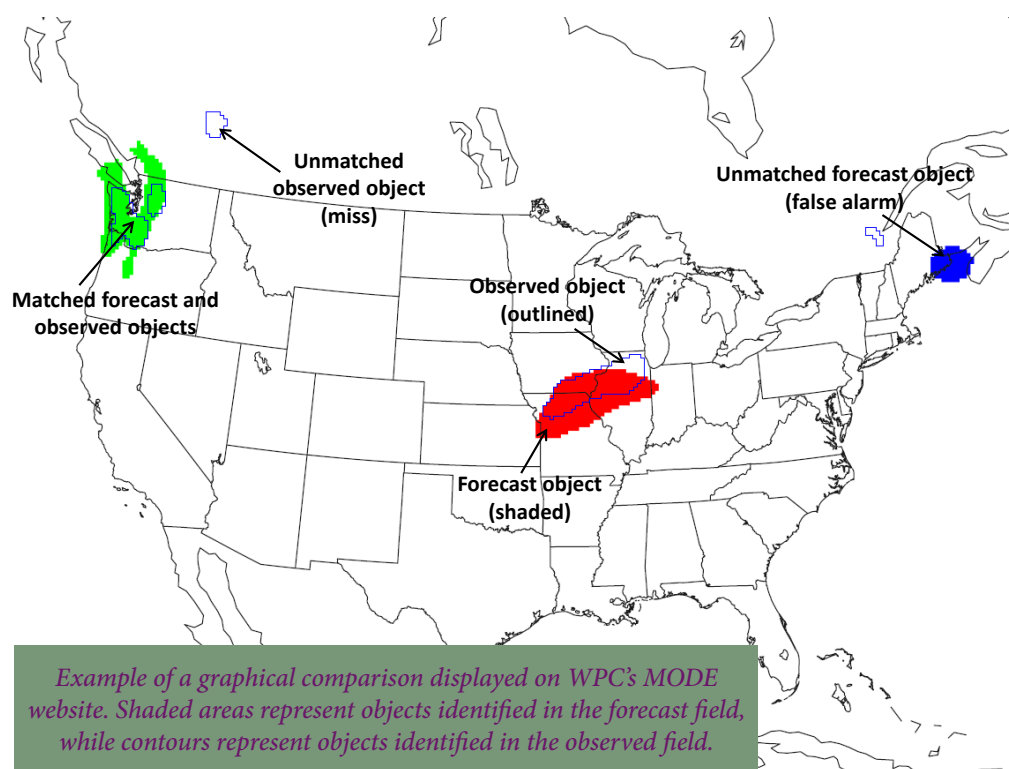 Unmatched
observed object
(miss)
Unmatched forecast object
(false alarm)
Matched forecast and
observed objects
Observed object
(outlined)
Forecast object
(shaded)
Example of a graphical comparison displayed on WPC's MODE
website. Shaded areas represent objects identified in the forecast field,
while contours represent objects identified in the observed field.